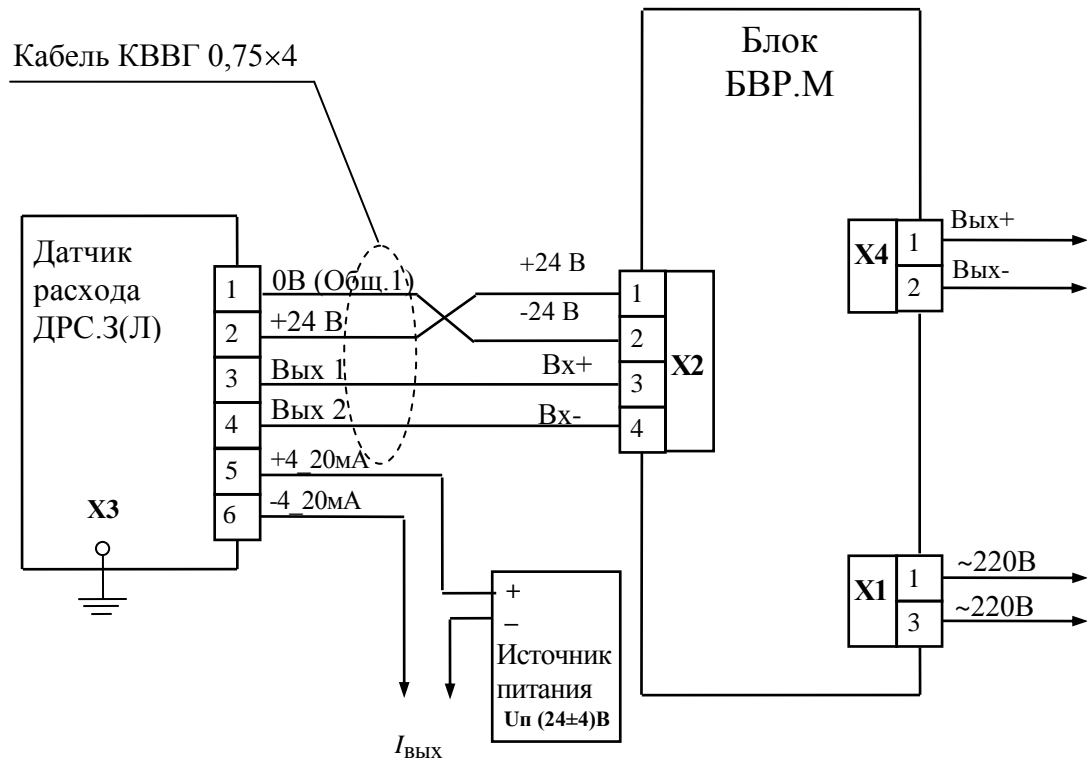 Кабель КВВГ 0,75×4
Блок
БВР.М
Датчик
расхода
ДРС.З(Л)
X3
1
2
3
4
5
6
0В (Общ.1)
+24 В
Вых 1
Вых 2
+4_20мА
-4_20мА
+24 В
-24 В
Вх+
Вх-
1
2
3
4
X2
X4
1
2
Вых+
Вых-
X1
1
3
~220В
~220В
+
–
Источник
питания
Uп (24±4)В
Iвых